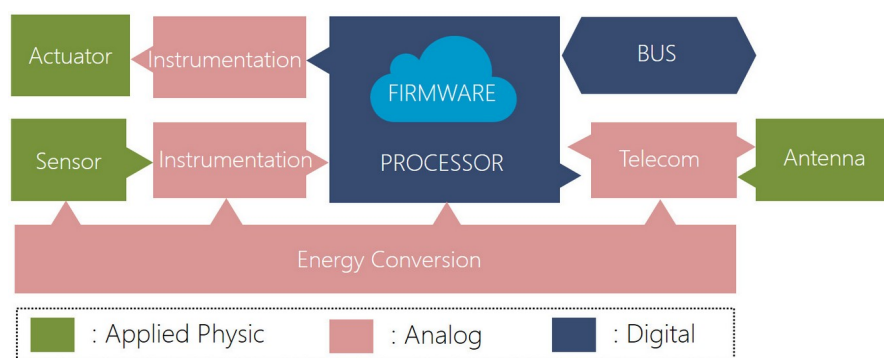 Actuator
Instrumentation
FIRMWARE
BUS
Sensor
Instrumentation
PROCESSOR
Telecom
Antenna
Energy Conversion
: Applied Physic
: Analog
: Digital